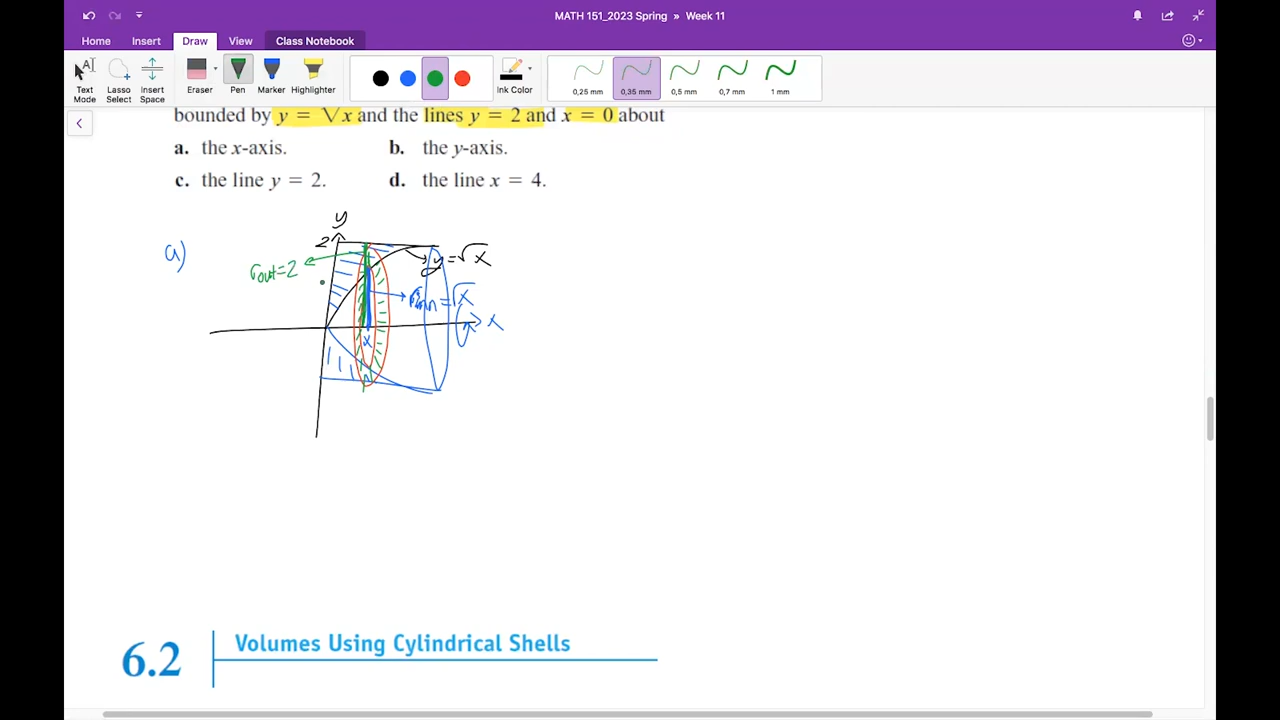 MATH 151_2023 Spring » Week 11
Home Insert Draw View Class Notebook
Text Mode
Lasso Select
Insert Space
Eraser
Pen
Marker
Highlighter
Ink Color
0,25 mm
0,35 mm
0,5 mm
0,7 mm
1 mm
bounded by y = √x and the lines y = 2 and x = 0 about
a. the x-axis. b. the y-axis.
c. the line y = 2. d. the line x = 4.
a)
y
2
y=√x
rout=2
rinn=√x
x
x
6.2 Volumes Using Cylindrical Shells